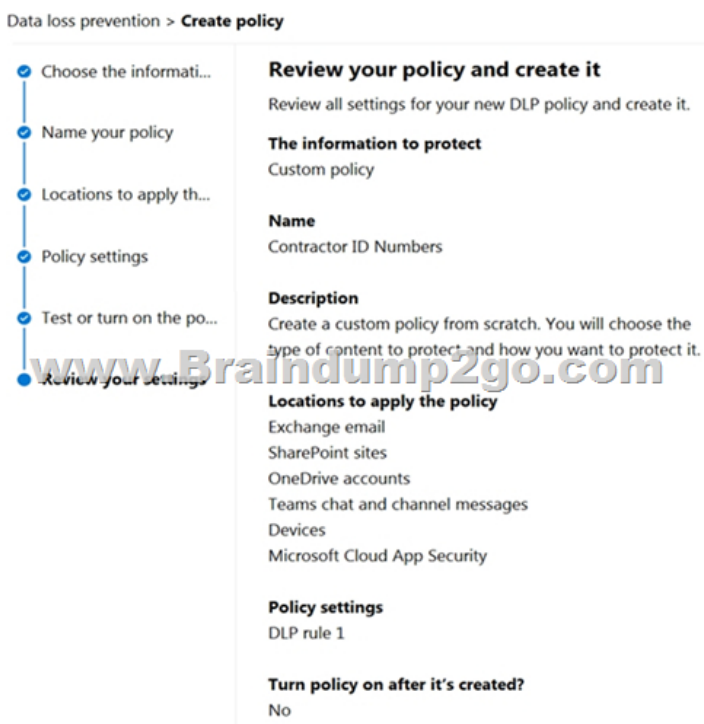 Data loss prevention > Create policy
Choose the informati...
Name your policy
Locations to apply th...
Policy settings
Test or turn on the po...
Review your settings
Review your policy and create it
Review all settings for your new DLP policy and create it.
The information to protect
Custom policy
Name
Contractor ID Numbers
Description
Create a custom policy from scratch. You will choose the
type of content to protect and how you want to protect it.
www.Braindump2go.com
Locations to apply the policy
Exchange email
SharePoint sites
OneDrive accounts
Teams chat and channel messages
Devices
Microsoft Cloud App Security
Policy settings
DLP rule 1
Turn policy on after it's created?
No